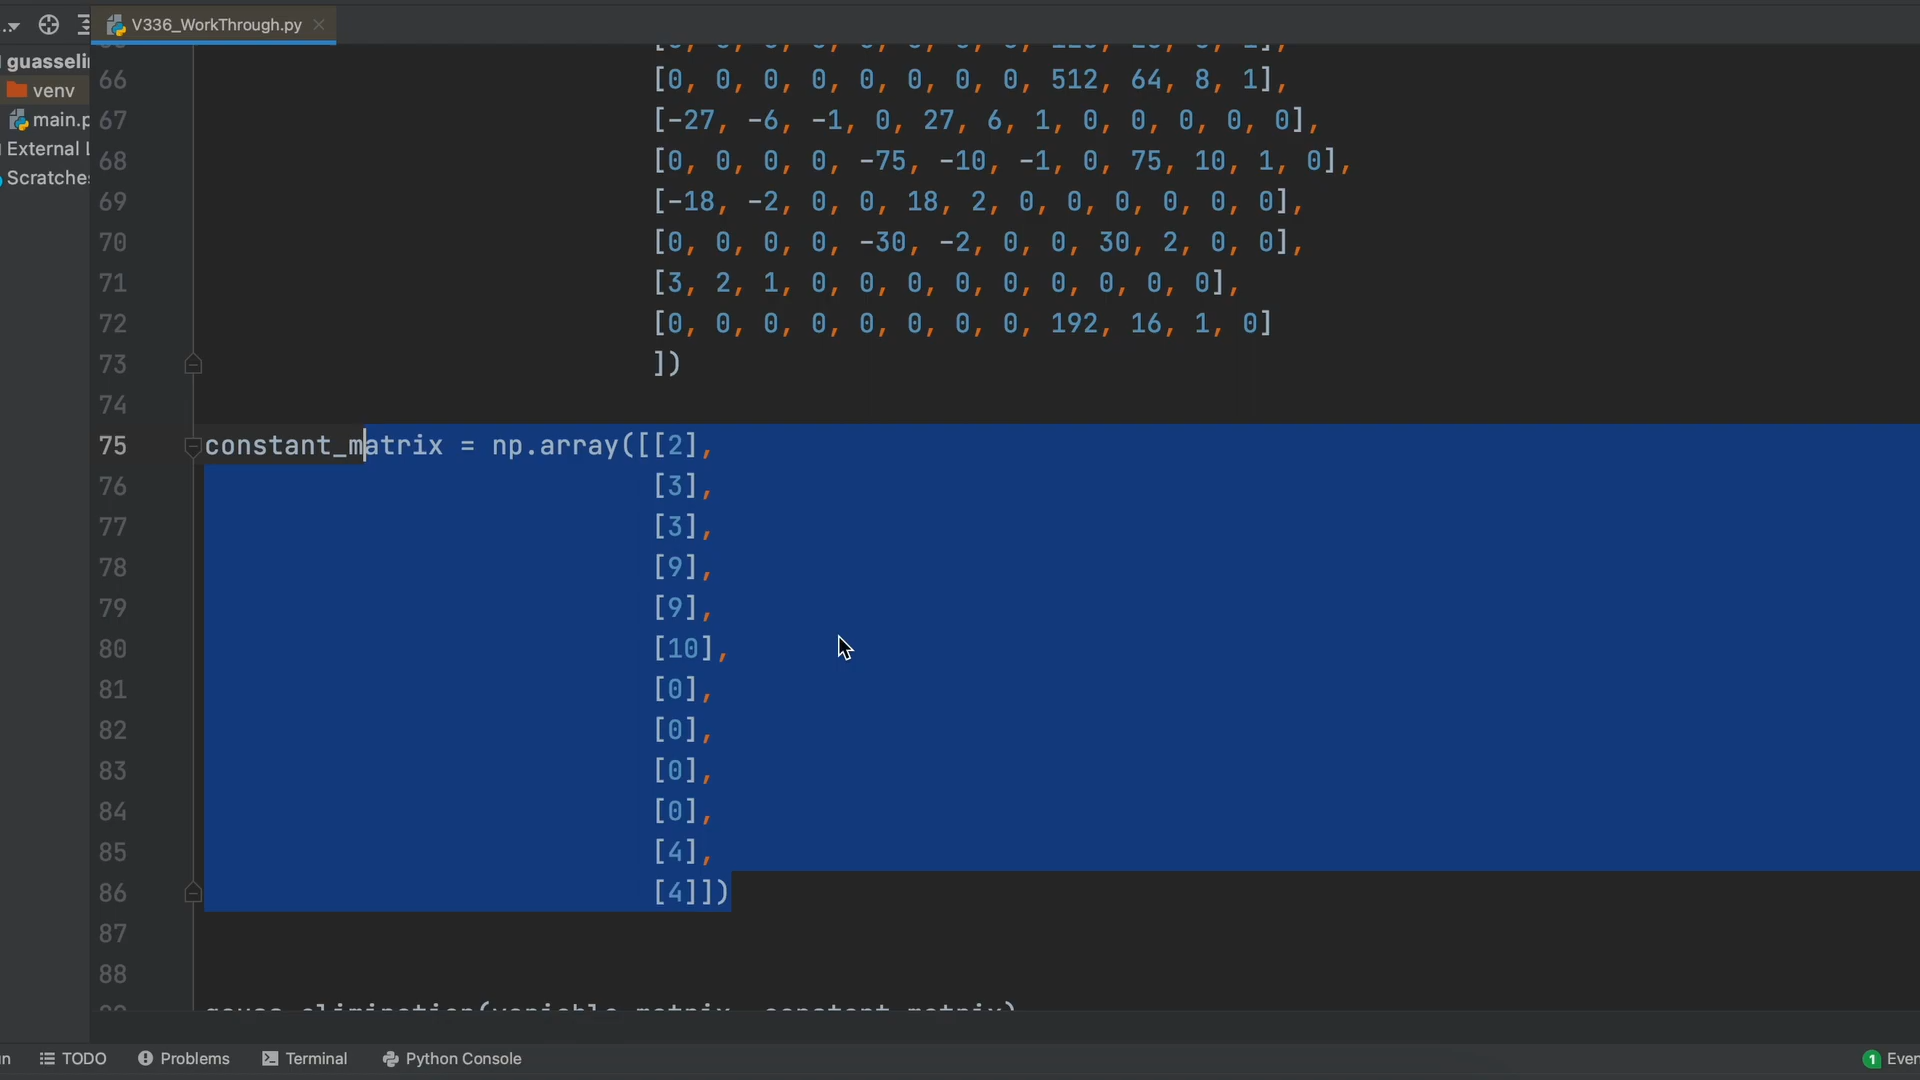 V336_WorkThrough.py
guasseli
venv
main.p
External L
Scratches
66 [0, 0, 0, 0, 0, 0, 0, 0, 512, 64, 8, 1],
67 [-27, -6, -1, 0, 27, 6, 1, 0, 0, 0, 0, 0],
68 [0, 0, 0, 0, -75, -10, -1, 0, 75, 10, 1, 0],
69 [-18, -2, 0, 0, 18, 2, 0, 0, 0, 0, 0, 0],
70 [0, 0, 0, 0, -30, -2, 0, 0, 30, 2, 0, 0],
71 [3, 2, 1, 0, 0, 0, 0, 0, 0, 0, 0, 0],
72 [0, 0, 0, 0, 0, 0, 0, 0, 192, 16, 1, 0]
73 ])
74
75 constant_matrix = np.array([[2],
76 [3],
77 [3],
78 [9],
79 [9],
80 [10],
81 [0],
82 [0],
83 [0],
84 [0],
85 [4],
86 [4]])
87
88
gauss_elimination(variable_matrix, constant_matrix)
TODO Problems Terminal Python Console 1 Even